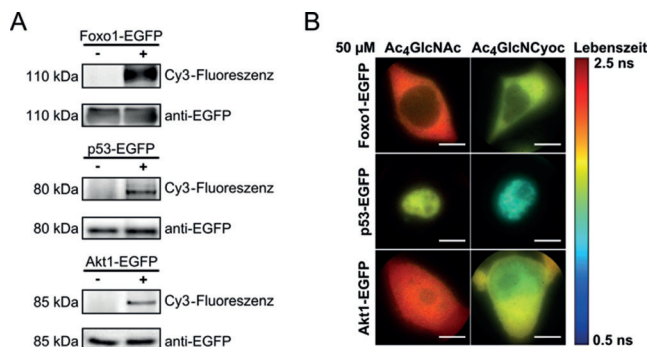 A
Foxo1-EGFP
- +
110 kDa Cy3-Fluoreszenz
110 kDa anti-EGFP
p53-EGFP
- +
80 kDa Cy3-Fluoreszenz
80 kDa anti-EGFP
Akt1-EGFP
- +
85 kDa Cy3-Fluoreszenz
85 kDa anti-EGFP
B
50 µM Ac4GlcNAc Ac4GlcNCyoc Lebenszeit
2.5 ns
Foxo1-EGFP
p53-EGFP
Akt1-EGFP
0.5 ns